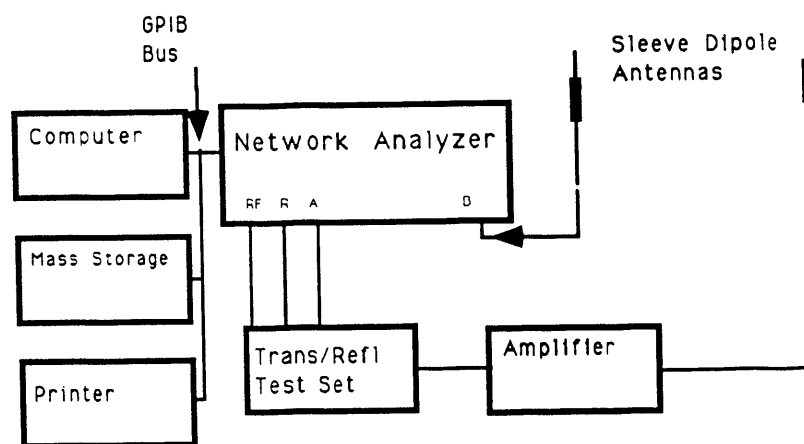 GPIB
Bus
Sleeve Dipole
Antennas
Computer
Network Analyzer
RF R A B
Mass Storage
Trans/Refl
Test Set
Amplifier
Printer